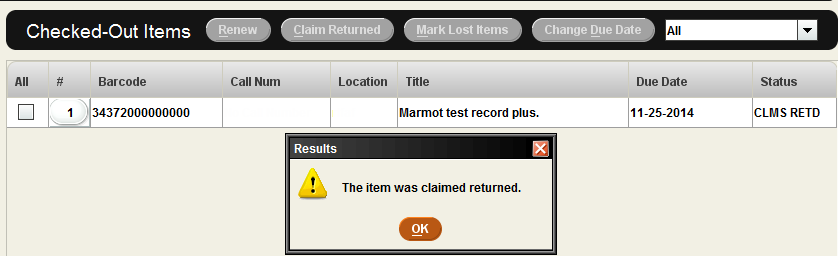 Checked-Out Items Renew Claim Returned Mark Lost Items Change Due Date All
All # Barcode Call Num Location Title Due Date Status
1 34372000000000 Marmot test record plus. 11-25-2014 CLMS RETD
Results
The item was claimed returned.
OK